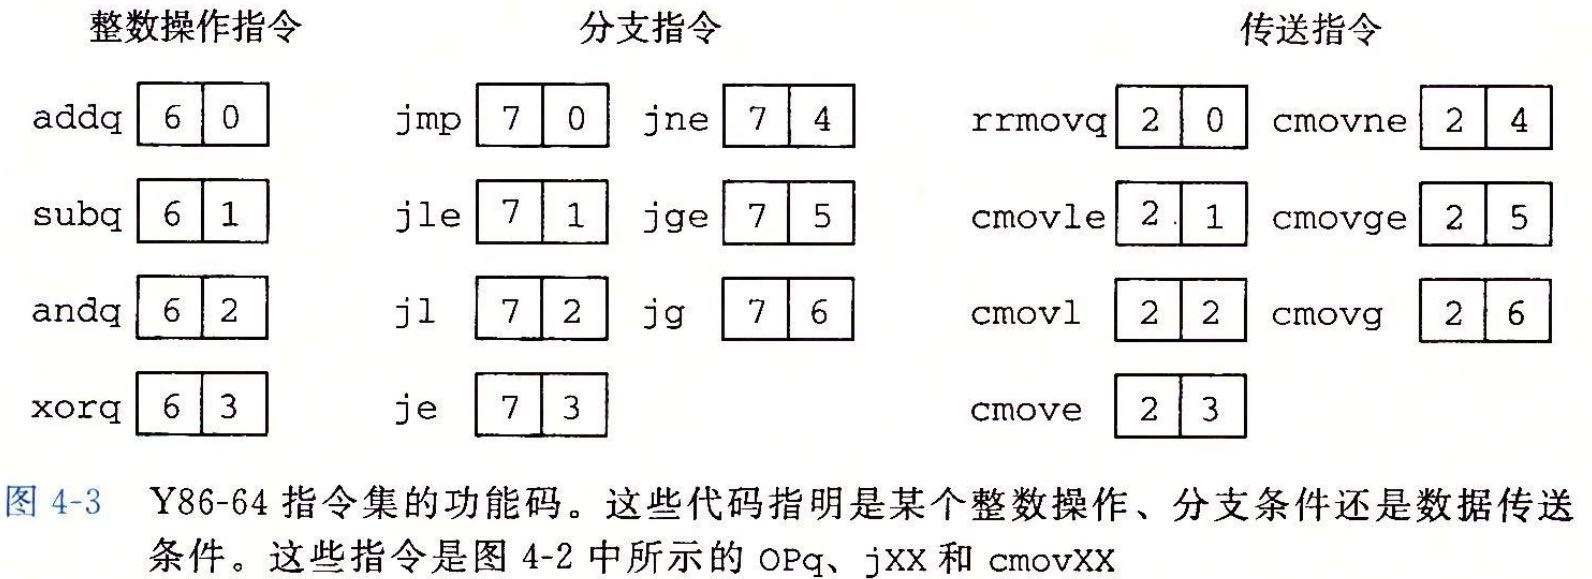 整数操作指令 分支指令 传送指令
addq 6 0 jmp 7 0 jne 7 4 rrmovq 2 0 cmovne 2 4
subq 6 1 jle 7 1 jge 7 5 cmovle 2 1 cmovge 2 5
andq 6 2 jl 7 2 jg 7 6 cmovl 2 2 cmovg 2 6
xorq 6 3 je 7 3 cmove 2 3
图 4-3 Y86-64 指令集的功能码。这些代码指明是某个整数操作、分支条件还是数据传送
条件。这些指令是图 4-2 中所示的 OPq、jXX 和 cmovXX